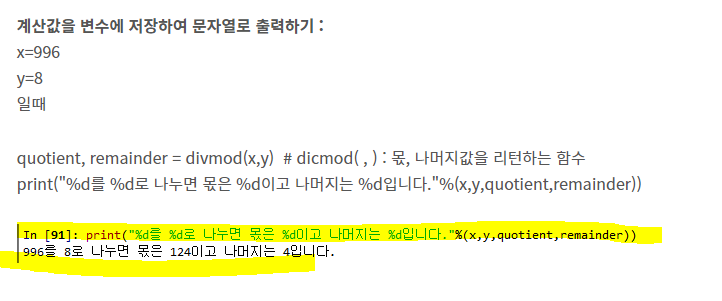 계산값을 변수에 저장하여 문자열로 출력하기 :
x=996
y=8
일때
quotient, remainder = divmod(x,y)  # dicmod( , ) : 몫, 나머지값을 리턴하는 함수
print("%d를 %d로 나누면 몫은 %d이고 나머지는 %d입니다."%(x,y,quotient,remainder))
In [91]: print("%d를 %d로 나누면 몫은 %d이고 나머지는 %d입니다."%(x,y,quotient,remainder))
996를 8로 나누면 몫은 124이고 나머지는 4입니다.